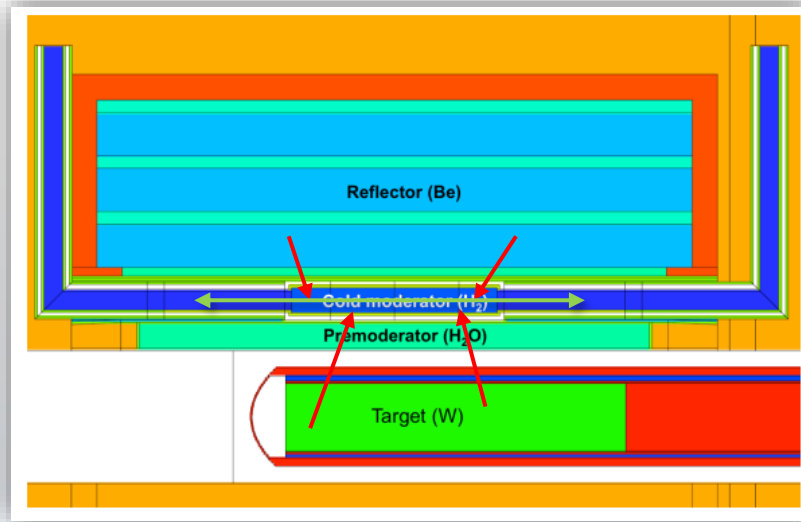 Reflector (Be)
Cold moderator (H₂)
Premoderator (H₂O)
Target (W)